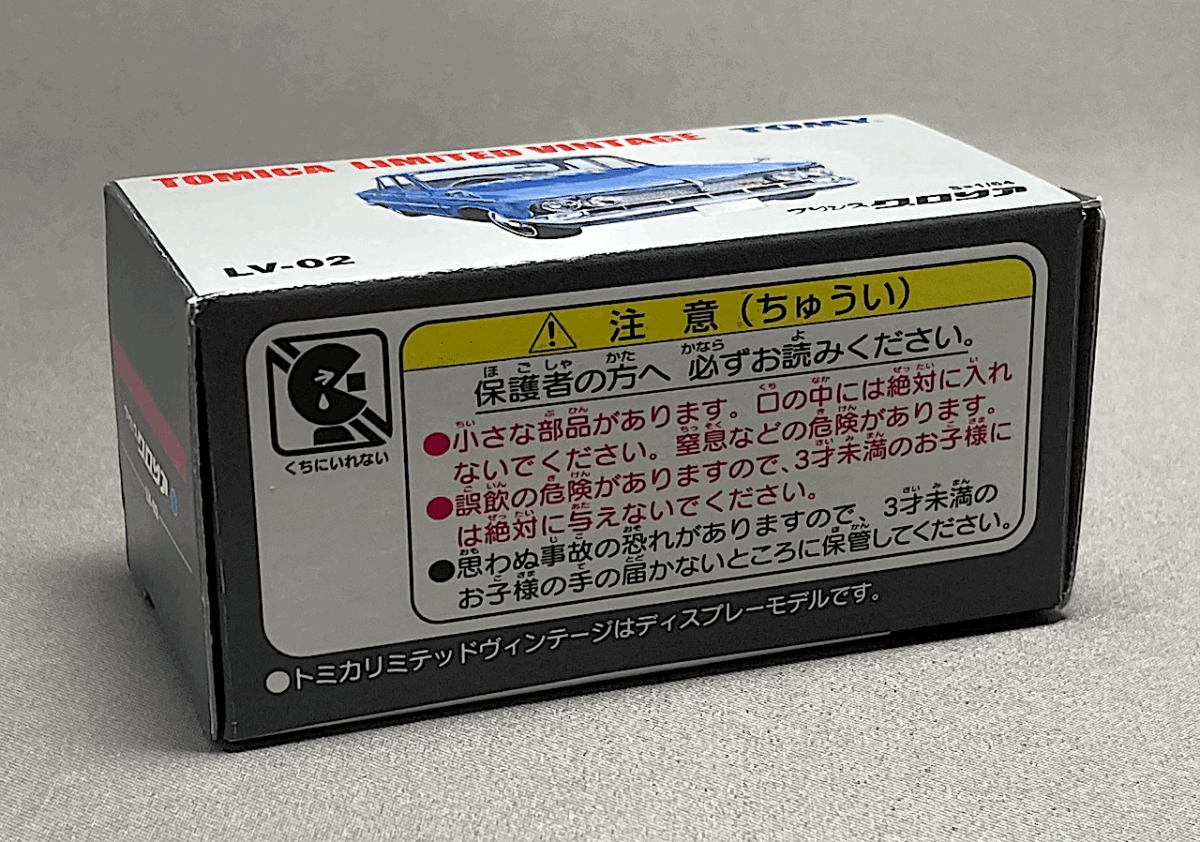 TOMICA LIMITED VINTAGE TOMY
S=1/64
プリンス グロリア
LV-02
注 意 (ちゅうい)
保護者の方へ 必ずお読みください。
●小さな部品があります。口の中には絶対に入れ
ないでください。窒息などの危険があります。
●誤飲の危険がありますので、3才未満のお子様に
は絶対に与えないでください。
●思わぬ事故の恐れがありますので、3才未満の
お子様の手の届かないところに保管してください。
くちにいれない
●トミカリミテッドヴィンテージはディスプレーモデルです。
グロリア